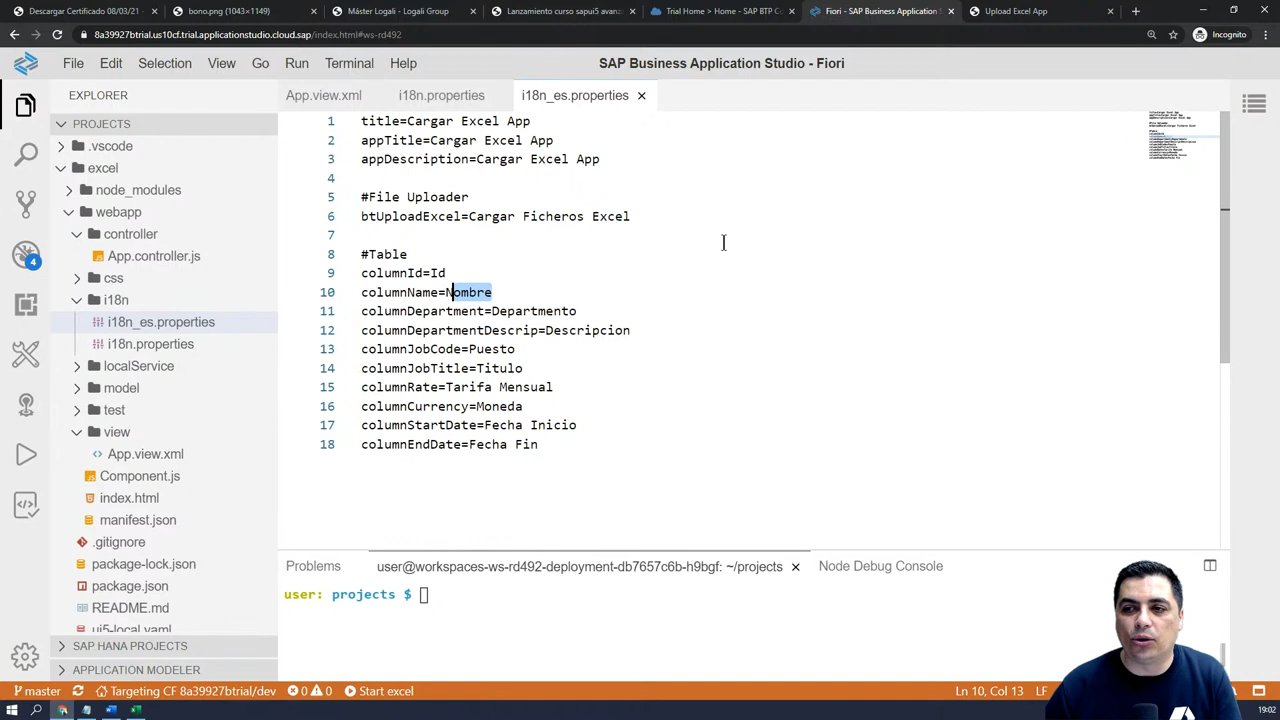 Descargar Certificado 08/03/21 -
bono.png (1043×1149)
Máster Logali - Logali Group
Lanzamiento curso sapui5 avanz
Trial Home > Home - SAP BTP C
Fiori - SAP Business Application S
Upload Excel App
8a39927btrial.us10cf.trial.applicationstudio.cloud.sap/index.html#ws-rd492
Incognito
File Edit Selection View Go Run Terminal Help
SAP Business Application Studio - Fiori
EXPLORER
App.view.xml
i18n.properties
i18n_es.properties
PROJECTS
.vscode
excel
node_modules
webapp
controller
App.controller.js
css
i18n
i18n_es.properties
i18n.properties
localService
model
test
view
App.view.xml
Component.js
index.html
manifest.json
.gitignore
package-lock.json
package.json
README.md
ui5-local.yaml
SAP HANA PROJECTS
APPLICATION MODELER
4
1 title=Cargar Excel App
2 appTitle=Cargar Excel App
3 appDescription=Cargar Excel App
4
5 #File Uploader
6 btUploadExcel=Cargar Ficheros Excel
7
8 #Table
9 columnId=Id
10 columnName=Nombre
11 columnDepartment=Departmento
12 columnDepartmentDescrip=Descripcion
13 columnJobCode=Puesto
14 columnJobTitle=Titulo
15 columnRate=Tarifa Mensual
16 columnCurrency=Moneda
17 columnStartDate=Fecha Inicio
18 columnEndDate=Fecha Fin
Problems
user@workspaces-ws-rd492-deployment-db7657c6b-h9bgf: ~/projects
Node Debug Console
user: projects $
master
Targeting CF 8a39927btrial/dev
0 0
Start excel
Ln 10, Col 13
LF
19:02